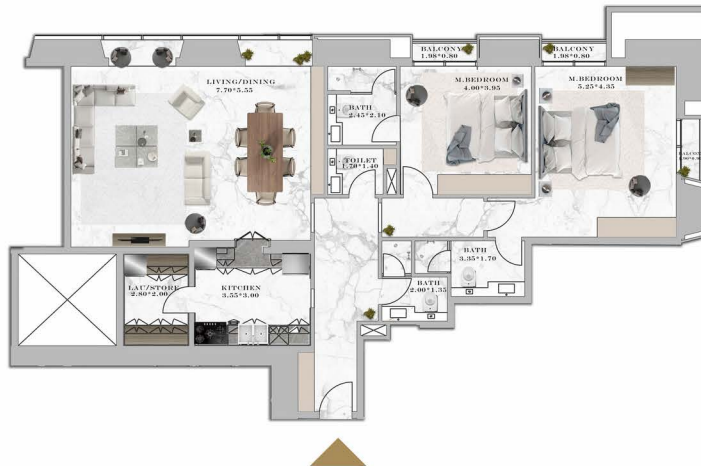 BALCONY
1.98*0.80
BALCONY
1.98*0.80
LIVING/DINING
7.70*5.55
M.BEDROOM
4.00*3.95
M.BEDROOM
5.25*4.35
BATH
2.45*2.10
TOILET
1.70*1.40
BALCONY
BATH
3.35*1.70
LAU/STORE
2.80*2.00
KITCHEN
3.55*3.00
BATH
2.00*1.35